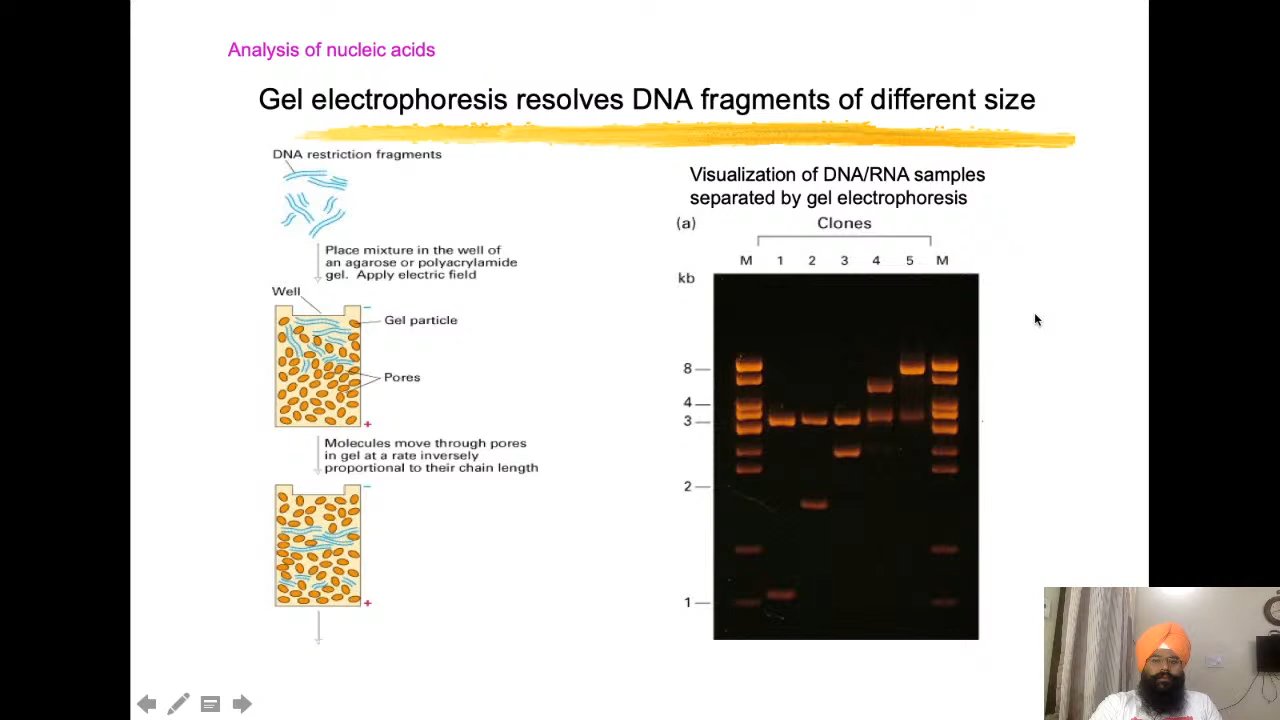 Analysis of nucleic acids
Gel electrophoresis resolves DNA fragments of different size
DNA restriction fragments
Place mixture in the well of
an agarose or polyacrylamide
gel. Apply electric field
Well
−
Gel particle
Pores
+
Molecules move through pores
in gel at a rate inversely
proportional to their chain length
−
+
Visualization of DNA/RNA samples
separated by gel electrophoresis
(a)
Clones
M 1 2 3 4 5 M
kb
8
4
3
2
1